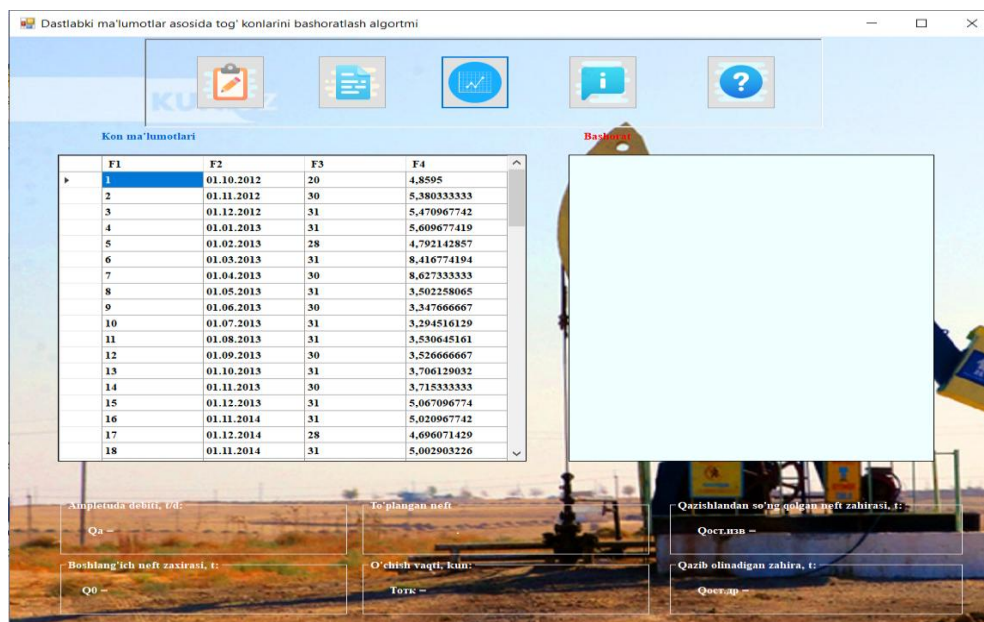 Dastlabki ma'lumotlar asosida tog' konlarini bashoratlash algortmi
Kon ma'lumotlari
Bashorat
F1 F2 F3 F4
1 01.10.2012 20 4,8595
2 01.11.2012 30 5,380333333
3 01.12.2012 31 5,470967742
4 01.01.2013 31 5,609677419
5 01.02.2013 28 4,792142857
6 01.03.2013 31 8,416774194
7 01.04.2013 30 8,627333333
8 01.05.2013 31 3,502258065
9 01.06.2013 30 3,347666667
10 01.07.2013 31 3,294516129
11 01.08.2013 31 3,530645161
12 01.09.2013 30 3,526666667
13 01.10.2013 31 3,706129032
14 01.11.2013 30 3,715333333
15 01.12.2013 31 5,067096774
16 01.11.2014 31 5,020967742
17 01.12.2014 28 4,696071429
18 01.11.2014 31 5,002903226
Ampletuda debiti, t/d:
Qa –
To'plangan neft
Qazishlandan so'ng qolgan neft zahirasi, t:
Qост.изв –
Boshlang'ich neft zaxirasi, t:
Q0 –
O'chish vaqti, kun:
Tотк –
Qazib olinadigan zahira, t:
Qост.др –